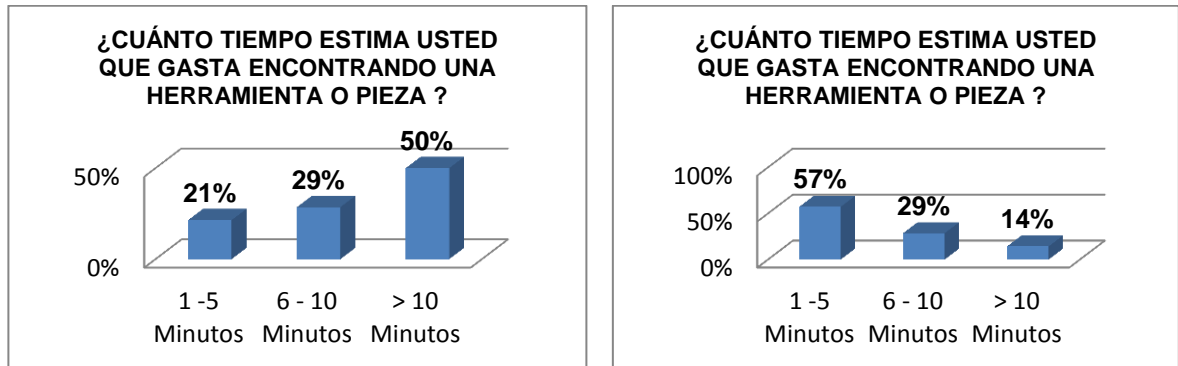 ¿CUÁNTO TIEMPO ESTIMA USTED
QUE GASTA ENCONTRANDO UNA
HERRAMIENTA O PIEZA ?
50%
0%
21%
29%
50%
1 -5
Minutos
6 - 10
Minutos
> 10
Minutos
¿CUÁNTO TIEMPO ESTIMA USTED
QUE GASTA ENCONTRANDO UNA
HERRAMIENTA O PIEZA ?
100%
50%
0%
57%
29%
14%
1 -5
Minutos
6 - 10
Minutos
> 10
Minutos